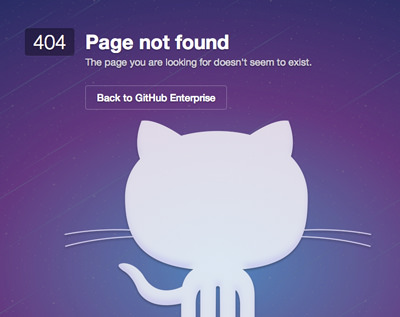 404 Page not found
The page you are looking for doesn't seem to exist.
Back to GitHub Enterprise